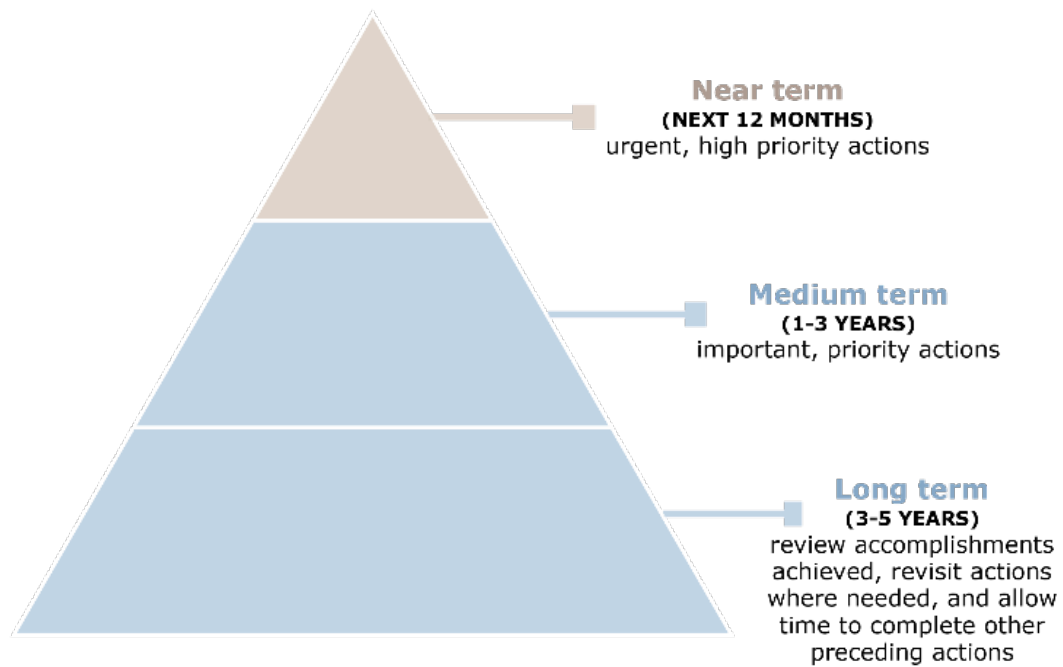 Near term
(NEXT 12 MONTHS)
urgent, high priority actions
Medium term
(1-3 YEARS)
important, priority actions
Long term
(3-5 YEARS)
review accomplishments
achieved, revisit actions
where needed, and allow
time to complete other
preceding actions